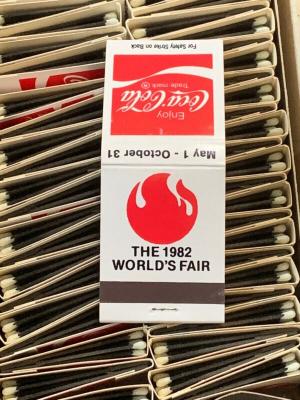 For Safety Strike on Back
Enjoy
Coca-Cola
Trade mark ®
May 1 - October 31
THE 1982
WORLD'S FAIR